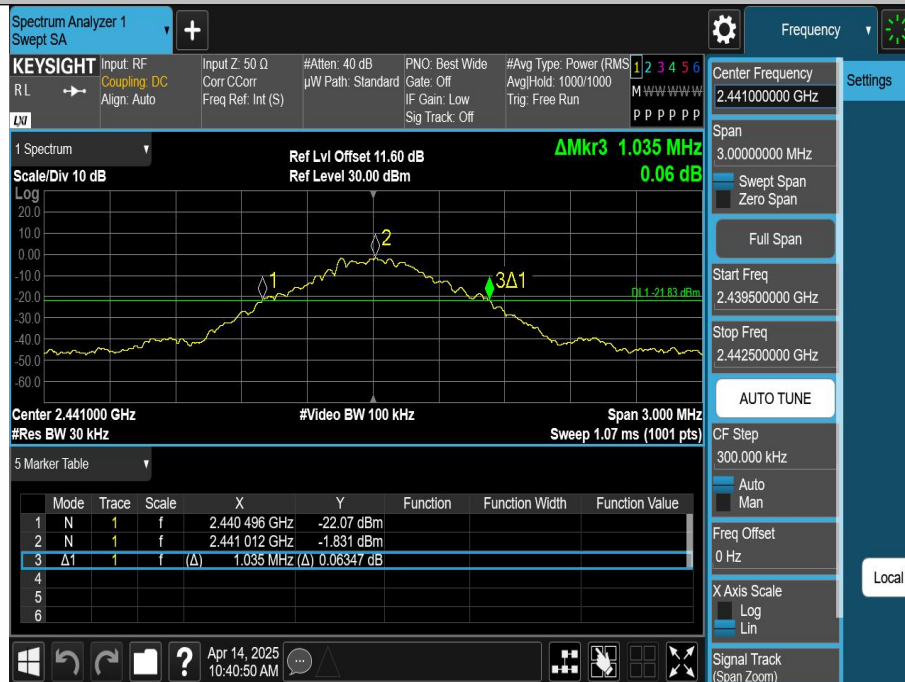 Spectrum Analyzer 1
Swept SA
+
Frequency
KEYSIGHT
RL
LXI
Input: RF
Coupling: DC
Align: Auto
Input Z: 50 Ω
Corr CCorr
Freq Ref: Int (S)
#Atten: 40 dB
µW Path: Standard
PNO: Best Wide
Gate: Off
IF Gain: Low
Sig Track: Off
#Avg Type: Power (RMS
Avg|Hold: 1000/1000
Trig: Free Run
1 2 3 4 5 6
M W W W W W
P P P P P P
1 Spectrum
Scale/Div 10 dB
Ref Lvl Offset 11.60 dB
Ref Level 30.00 dBm
ΔMkr3 1.035 MHz
0.06 dB
Log
20.0
10.0
0.00
-10.0
-20.0
-30.0
-40.0
-50.0
-60.0
1
2
3Δ1
DL1 -21.83 dBm
Center 2.441000 GHz
#Video BW 100 kHz
Span 3.000 MHz
#Res BW 30 kHz
Sweep 1.07 ms (1001 pts)
5 Marker Table
Mode Trace Scale X Y Function Function Width Function Value
1 N 1 f 2.440 496 GHz -22.07 dBm
2 N 1 f 2.441 012 GHz -1.831 dBm
3 Δ1 1 f (Δ) 1.035 MHz (Δ) 0.06347 dB
4
5
6
?
Apr 14, 2025
10:40:50 AM
Center Frequency
2.441000000 GHz
Span
3.00000000 MHz
Swept Span
Zero Span
Full Span
Start Freq
2.439500000 GHz
Stop Freq
2.442500000 GHz
AUTO TUNE
CF Step
300.000 kHz
Auto
Man
Freq Offset
0 Hz
X Axis Scale
Log
Lin
Signal Track
(Span Zoom)
Settings
Local